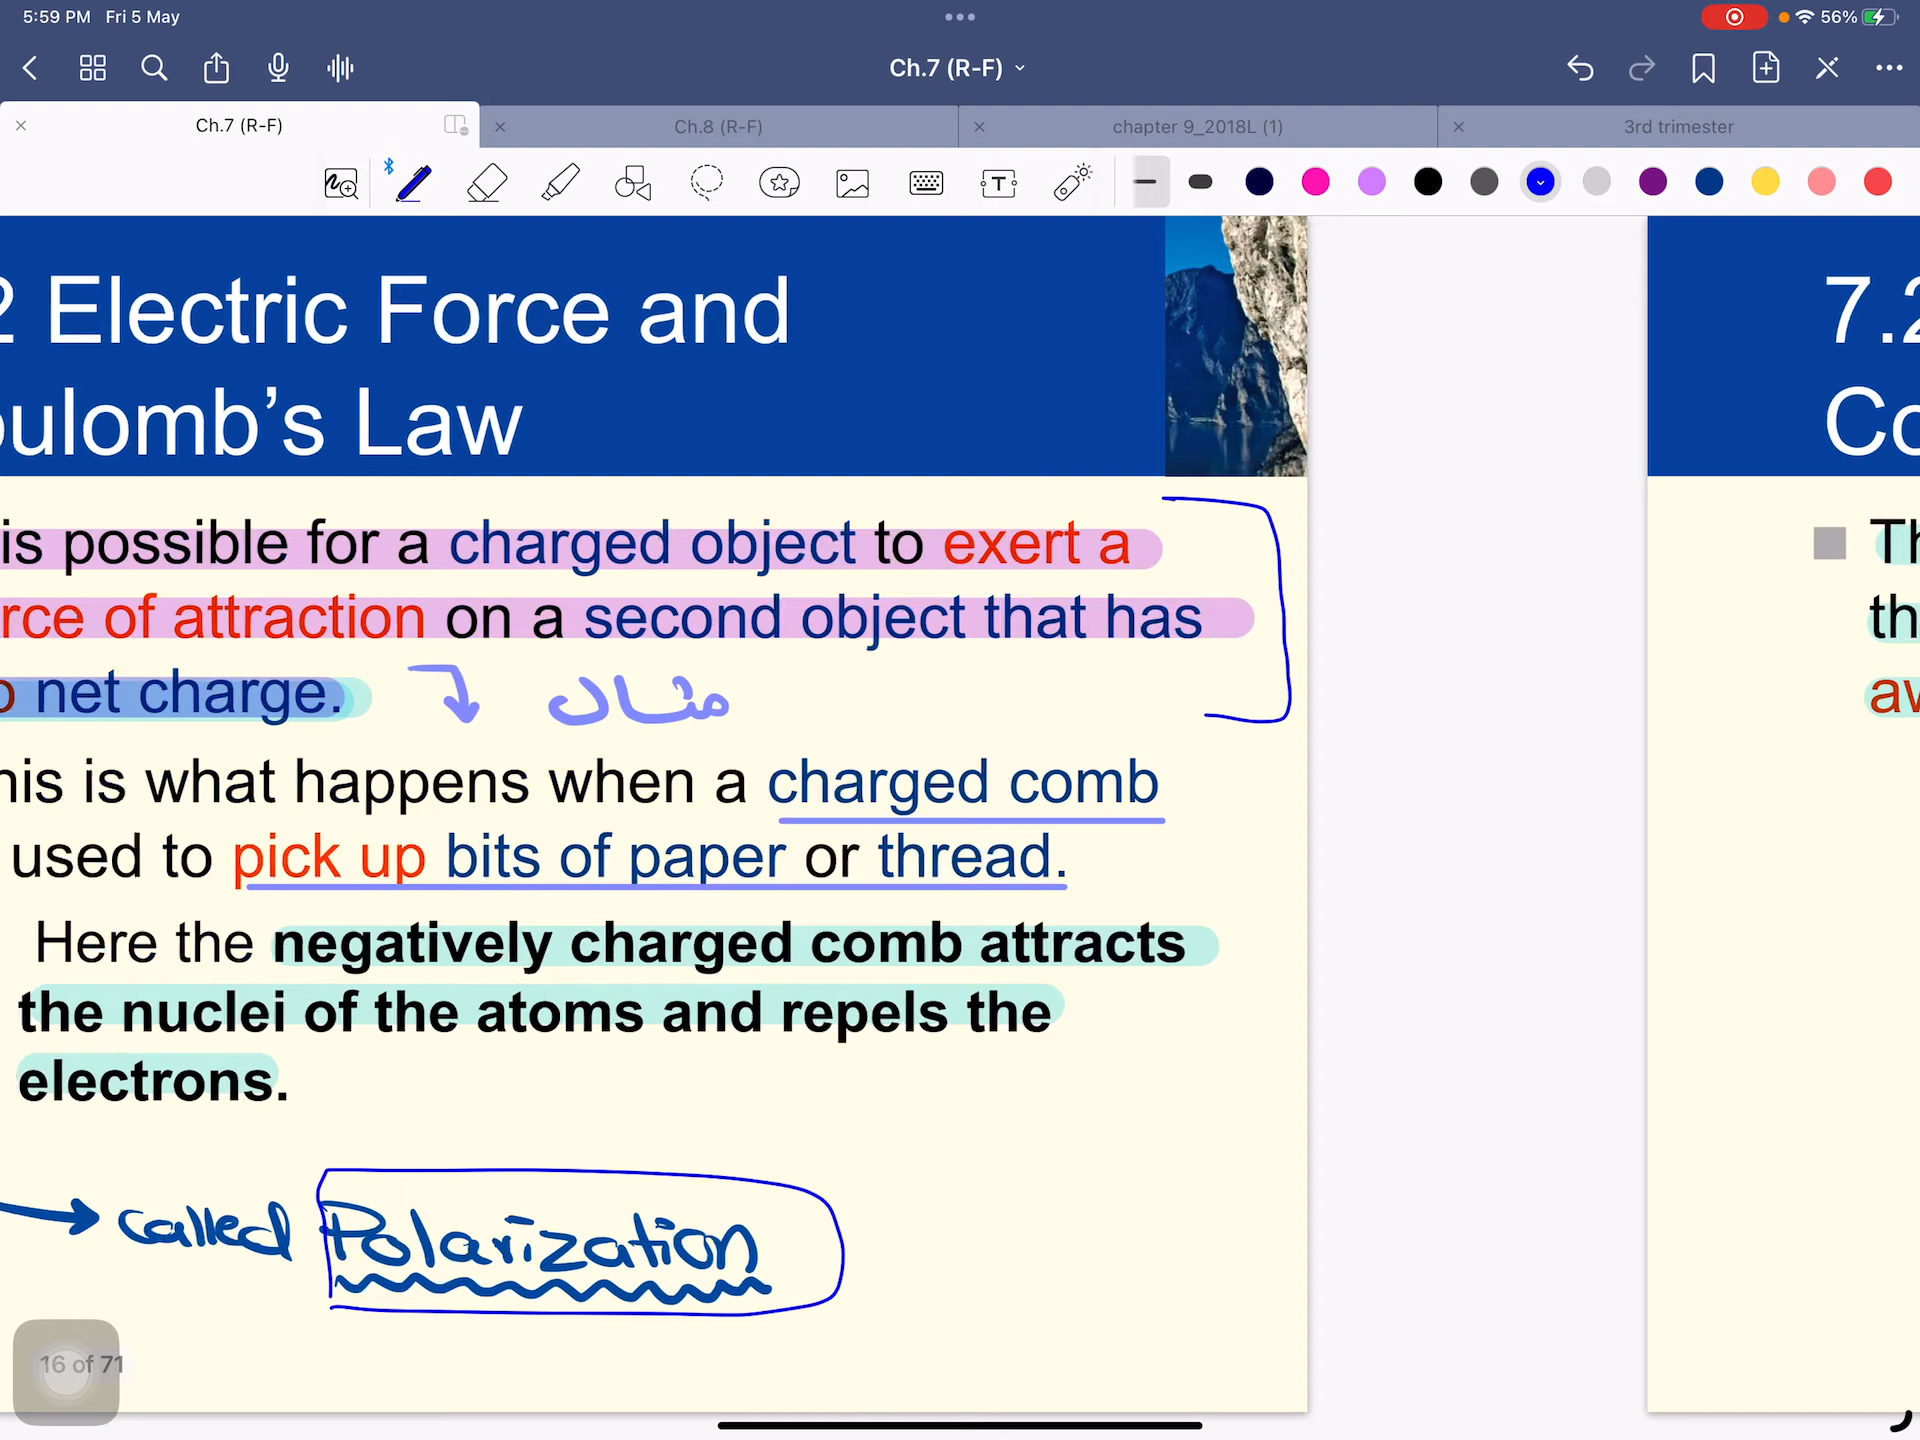 5:59 PM Fri 5 May
56%
Ch.7 (R-F)
Ch.7 (R-F)
Ch.8 (R-F)
chapter 9_2018L (1)
3rd trimester
2 Electric Force and
oulomb's Law
is possible for a charged object to exert a
rce of attraction on a second object that has
o net charge.
مثال
his is what happens when a charged comb
used to pick up bits of paper or thread.
Here the negatively charged comb attracts
the nuclei of the atoms and repels the
electrons.
called Polarization
16 of 71
7.2
Co
Th
th
av